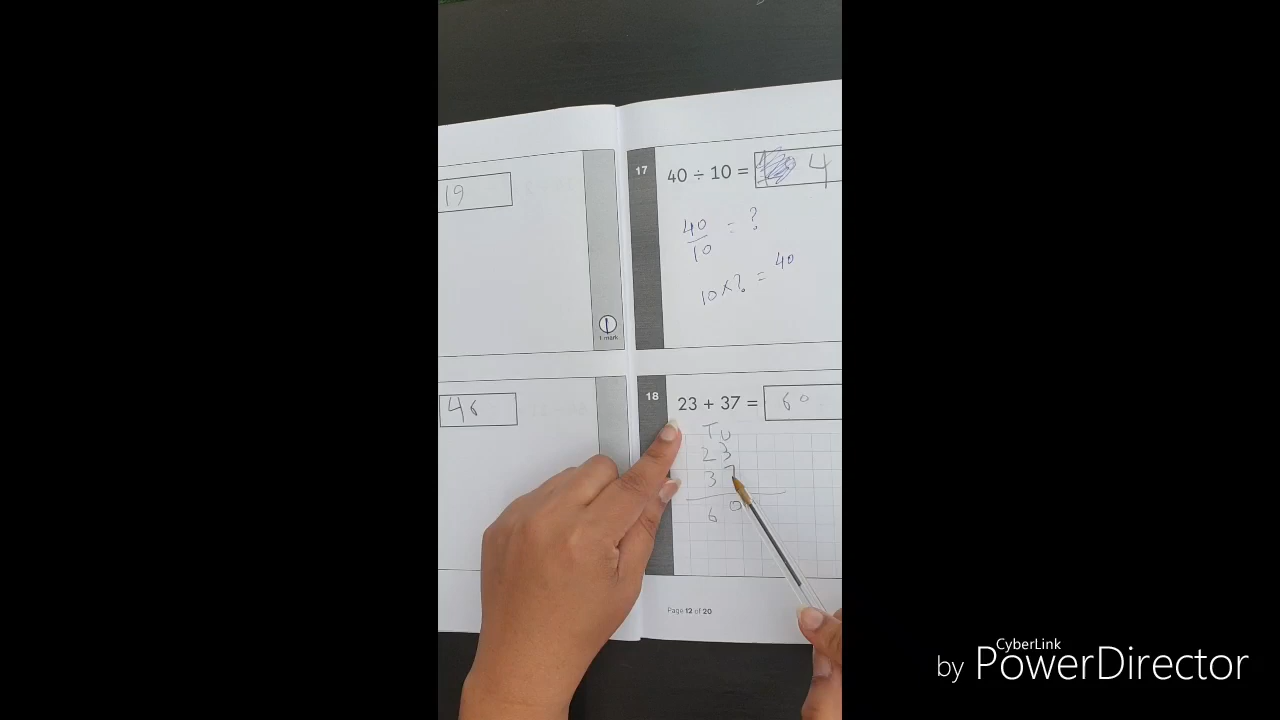 19
1
1 mark
46
17
40 ÷ 10 = 4
40
10
= ?
10 × ? = 40
18
23 + 37 = 60
T U
2 3
3 7
6 0
Page 12 of 20
CyberLink
by PowerDirector